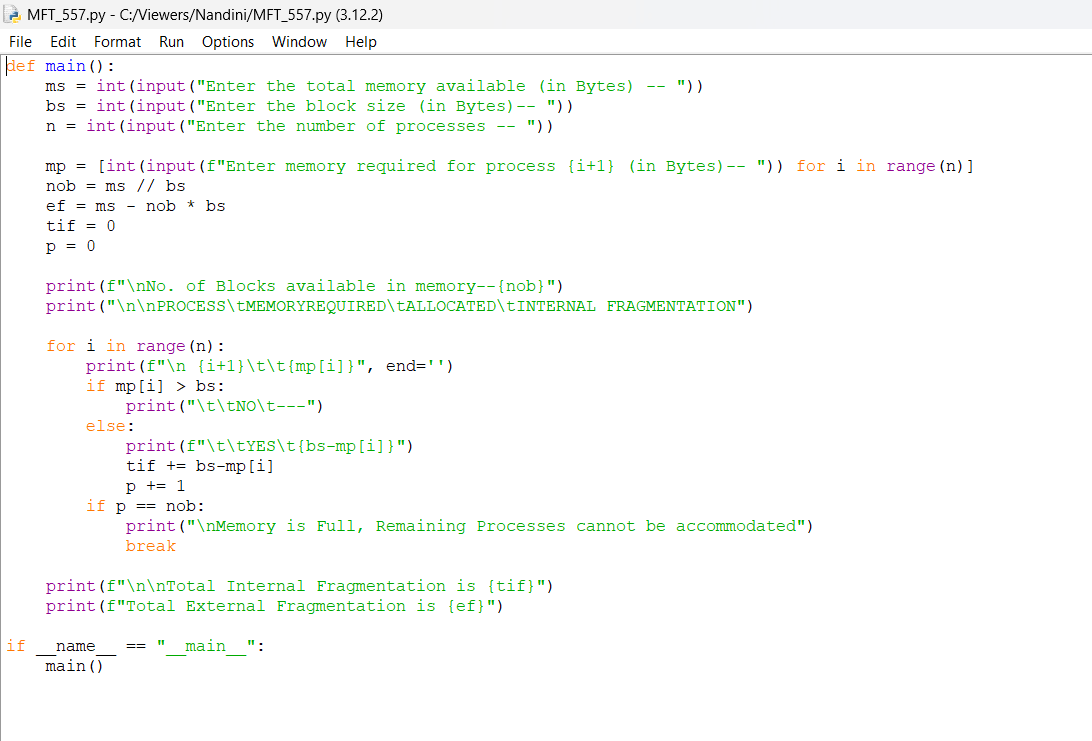 MFT_557.py - C:/Viewers/Nandini/MFT_557.py (3.12.2)
File Edit Format Run Options Window Help
def main():
    ms = int(input("Enter the total memory available (in Bytes) -- "))
    bs = int(input("Enter the block size (in Bytes)-- "))
    n = int(input("Enter the number of processes -- "))

    mp = [int(input(f"Enter memory required for process {i+1} (in Bytes)-- ")) for i in range(n)]
    nob = ms // bs
    ef = ms - nob * bs
    tif = 0
    p = 0

    print(f"\nNo. of Blocks available in memory--{nob}")
    print("\n\nPROCESS\tMEMORYREQUIRED\tALLOCATED\tINTERNAL FRAGMENTATION")

    for i in range(n):
        print(f"\n {i+1}\t\t{mp[i]}", end='')
        if mp[i] > bs:
            print("\t\tNO\t---")
        else:
            print(f"\t\tYES\t{bs-mp[i]}")
            tif += bs-mp[i]
            p += 1
        if p == nob:
            print("\nMemory is Full, Remaining Processes cannot be accommodated")
            break

    print(f"\n\nTotal Internal Fragmentation is {tif}")
    print(f"Total External Fragmentation is {ef}")

if __name__ == "__main__":
    main()